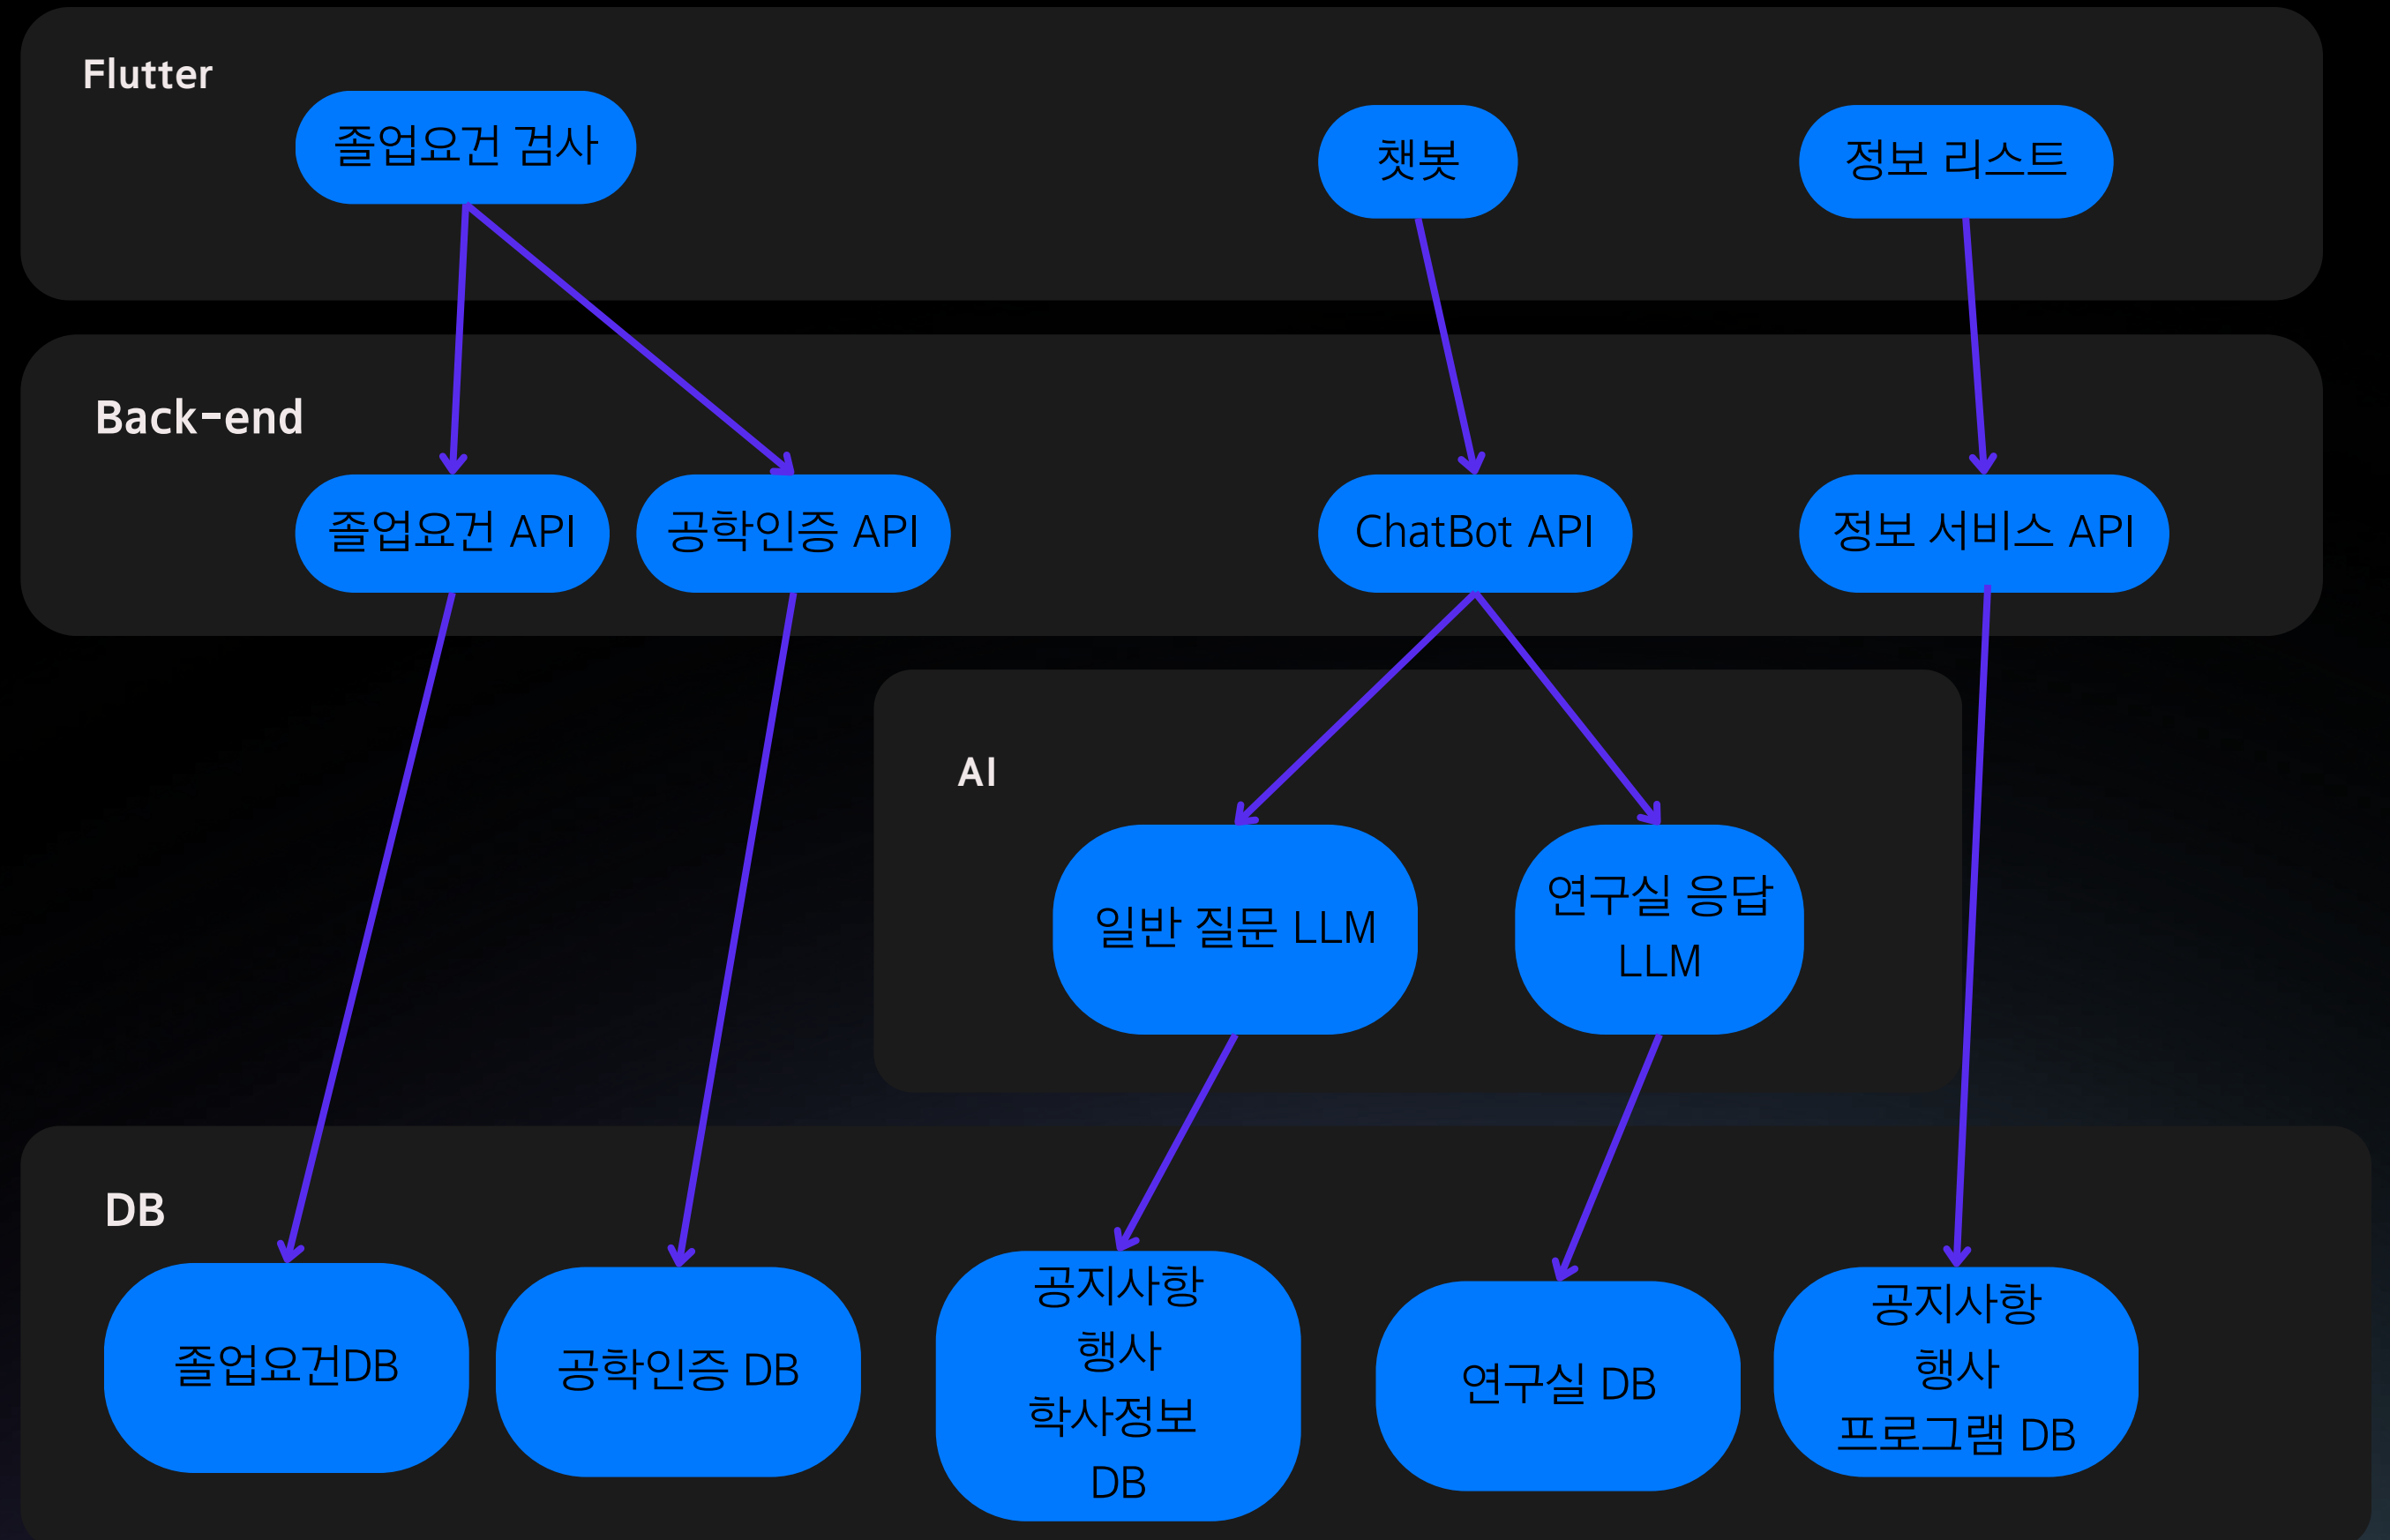 Flutter
졸업요건 검사
챗봇
정보 리스트
Back-end
졸업요건 API
공학인증 API
ChatBot API
정보 서비스 API
AI
일반 질문 LLM
연구실 응답
LLM
DB
졸업요건DB
공학인증 DB
공지사항
행사
학사정보
DB
연구실 DB
공지사항
행사
프로그램 DB